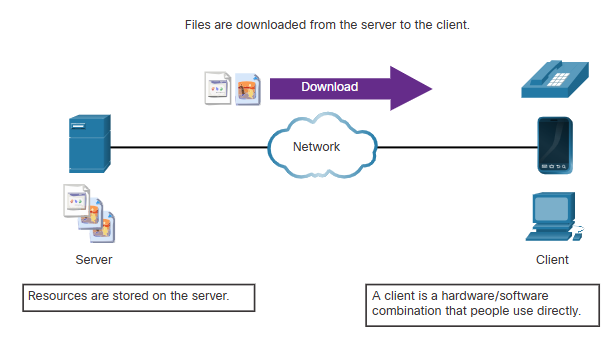 Files are downloaded from the server to the client.
Download
Network
Server
Client
Resources are stored on the server.
A client is a hardware/software
combination that people use directly.